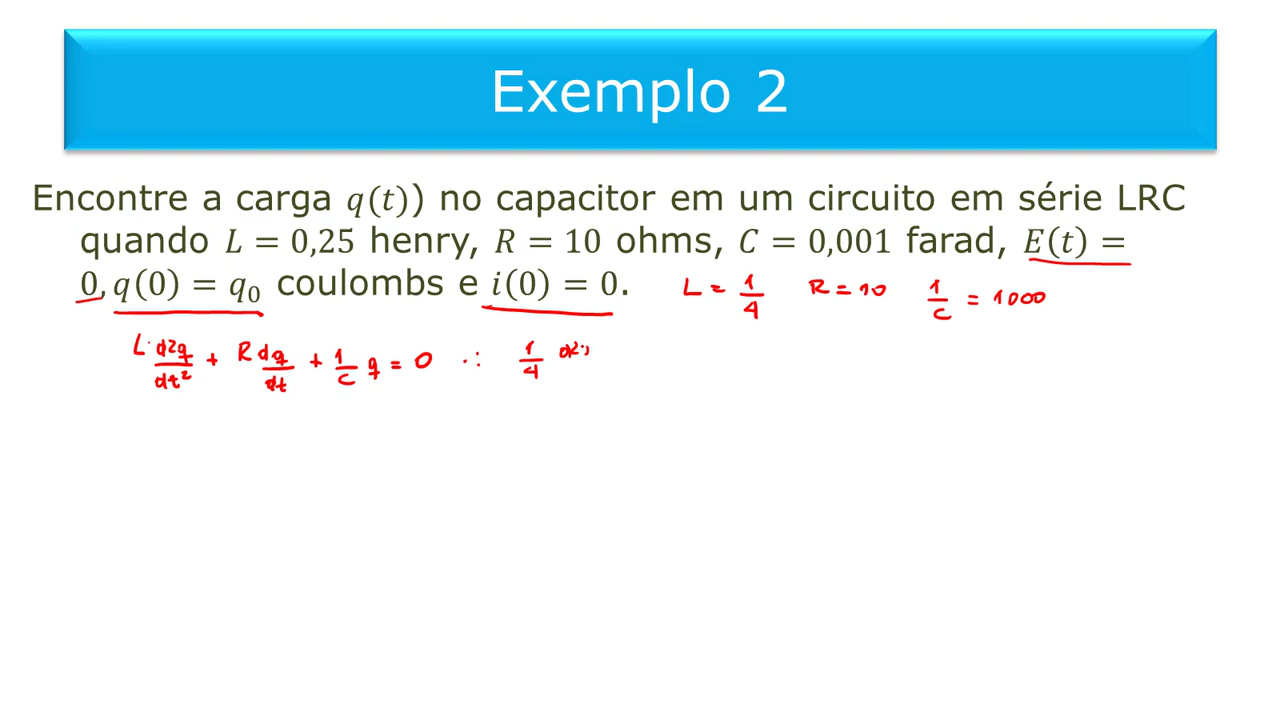 Exemplo 2
Encontre a carga q(t)) no capacitor em um circuito em série LRC
quando L = 0,25 henry, R = 10 ohms, C = 0,001 farad, E(t) =
0, q(0) = q₀ coulombs e i(0) = 0.
L = 1/4 R = 10 1/C = 1000
L·d2q/dt² + R dq/dt + 1/C q = 0 ∴ 1/4